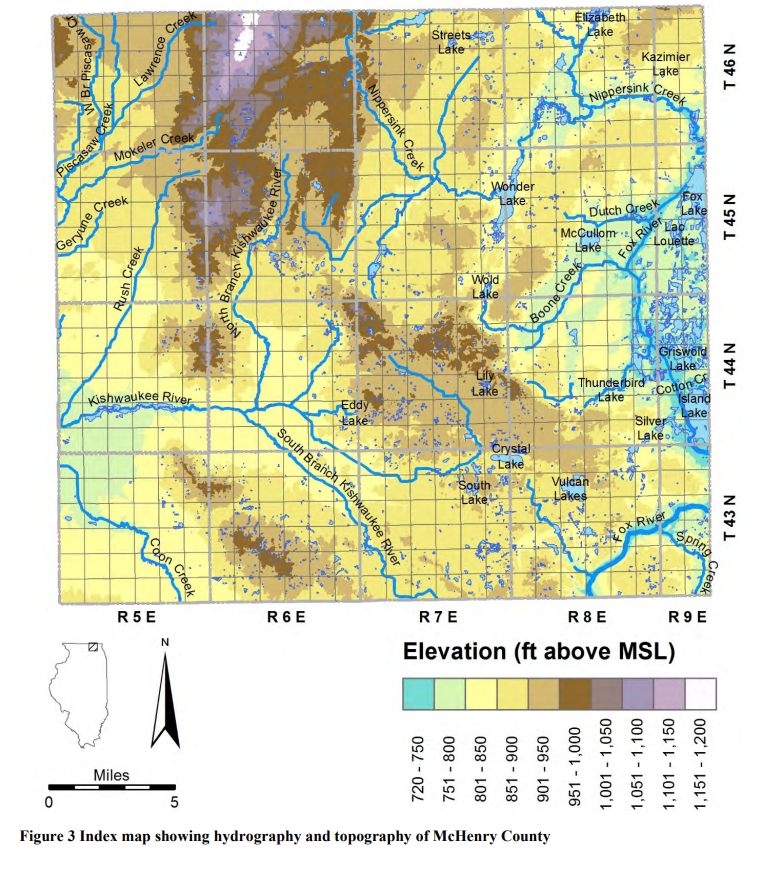 Elizabeth
Lake
Streets
Lake
Kazimier
Lake
T 46 N
W Br Piscasaw Cr
Lawrence Creek
Nippersink Creek
Nippersink Creek
Piscasaw Creek
Mokeler Creek
Wonder
Lake
Dutch Creek
Fox
Lake
T 45 N
Geryune Creek
McCullom
Lake
Fox River
Lac
Louette
North Branch Kishwaukee River
Rush Creek
Wold
Lake
Boone Creek
Griswold
Lake
T 44 N
Lily
Lake
Thunderbird
Lake
Cotton Cr
Island
Lake
Kishwaukee River
Eddy
Lake
Silver
Lake
South Branch Kishwaukee River
Crystal
Lake
South
Lake
Vulcan
Lakes
T 43 N
Fox River
Spring Creek
Coon Creek
R 5 E R 6 E R 7 E R 8 E R 9 E
N
Elevation (ft above MSL)
720 - 750
751 - 800
801 - 850
851 - 900
901 - 950
951 - 1,000
1,001 - 1,050
1,051 - 1,100
1,101 - 1,150
1,151 - 1,200
Miles
0 5
Figure 3 Index map showing hydrography and topography of McHenry County